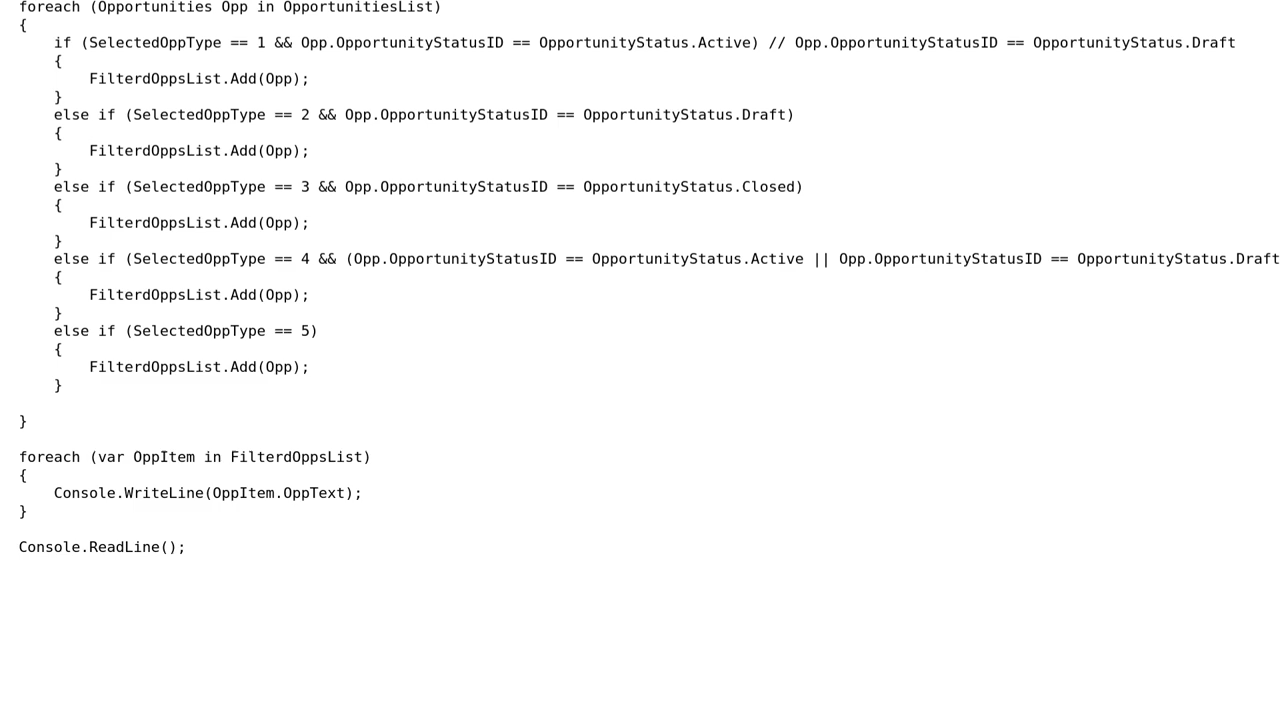 foreach (Opportunities Opp in OpportunitiesList)
{
    if (SelectedOppType == 1 && Opp.OpportunityStatusID == OpportunityStatus.Active) // Opp.OpportunityStatusID == OpportunityStatus.Draft
    {
        FilterdOppsList.Add(Opp);
    }
    else if (SelectedOppType == 2 && Opp.OpportunityStatusID == OpportunityStatus.Draft)
    {
        FilterdOppsList.Add(Opp);
    }
    else if (SelectedOppType == 3 && Opp.OpportunityStatusID == OpportunityStatus.Closed)
    {
        FilterdOppsList.Add(Opp);
    }
    else if (SelectedOppType == 4 && (Opp.OpportunityStatusID == OpportunityStatus.Active || Opp.OpportunityStatusID == OpportunityStatus.Draft
    {
        FilterdOppsList.Add(Opp);
    }
    else if (SelectedOppType == 5)
    {
        FilterdOppsList.Add(Opp);
    }

}

foreach (var OppItem in FilterdOppsList)
{
    Console.WriteLine(OppItem.OppText);
}

Console.ReadLine();